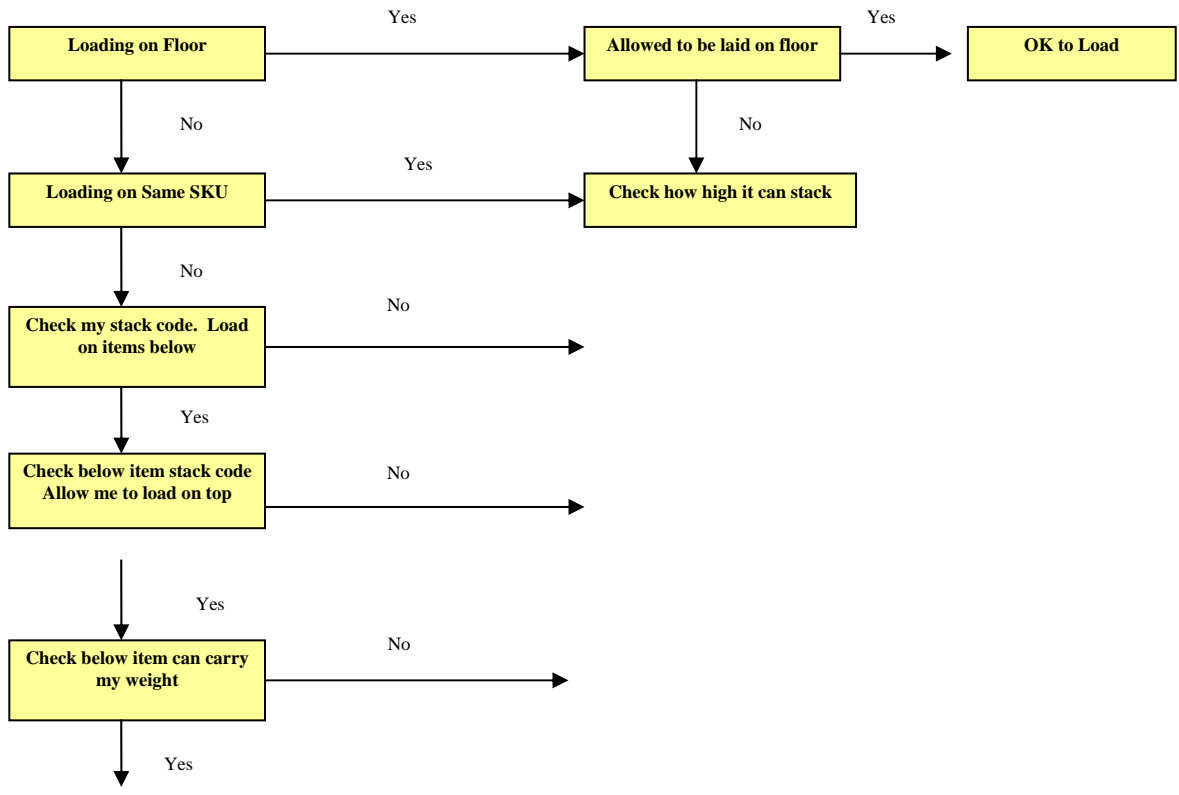 Yes
Yes
Loading on Floor
Allowed to be laid on floor
OK to Load
No
No
Yes
Loading on Same SKU
Check how high it can stack
No
No
Check my stack code. Load
on items below
Yes
No
Check below item stack code
Allow me to load on top
Yes
No
Check below item can carry
my weight
Yes